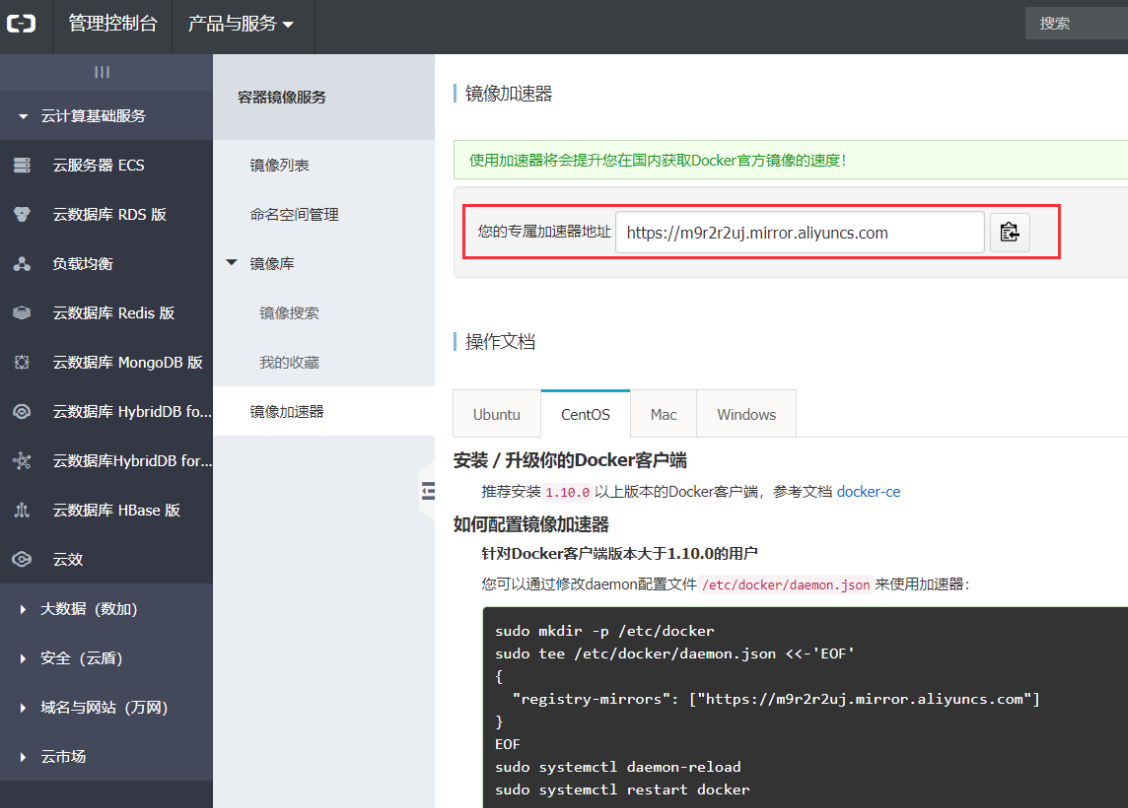 管理控制台
产品与服务
搜索
云计算基础服务
云服务器 ECS
云数据库 RDS 版
负载均衡
云数据库 Redis 版
云数据库 MongoDB 版
云数据库 HybridDB fo...
云数据库HybridDB for...
云数据库 HBase 版
云效
大数据（数加）
安全（云盾）
域名与网站（万网）
云市场
容器镜像服务
镜像列表
命名空间管理
镜像库
镜像搜索
我的收藏
镜像加速器
镜像加速器
使用加速器将会提升您在国内获取Docker官方镜像的速度！
您的专属加速器地址 https://m9r2r2uj.mirror.aliyuncs.com
操作文档
Ubuntu CentOS Mac Windows
安装 / 升级你的Docker客户端
推荐安装 1.10.0 以上版本的Docker客户端，参考文档 docker-ce
如何配置镜像加速器
针对Docker客户端版本大于1.10.0的用户
您可以通过修改daemon配置文件 /etc/docker/daemon.json 来使用加速器：
sudo mkdir -p /etc/docker
sudo tee /etc/docker/daemon.json <<-'EOF'
{
"registry-mirrors": ["https://m9r2r2uj.mirror.aliyuncs.com"]
}
EOF
sudo systemctl daemon-reload
sudo systemctl restart docker